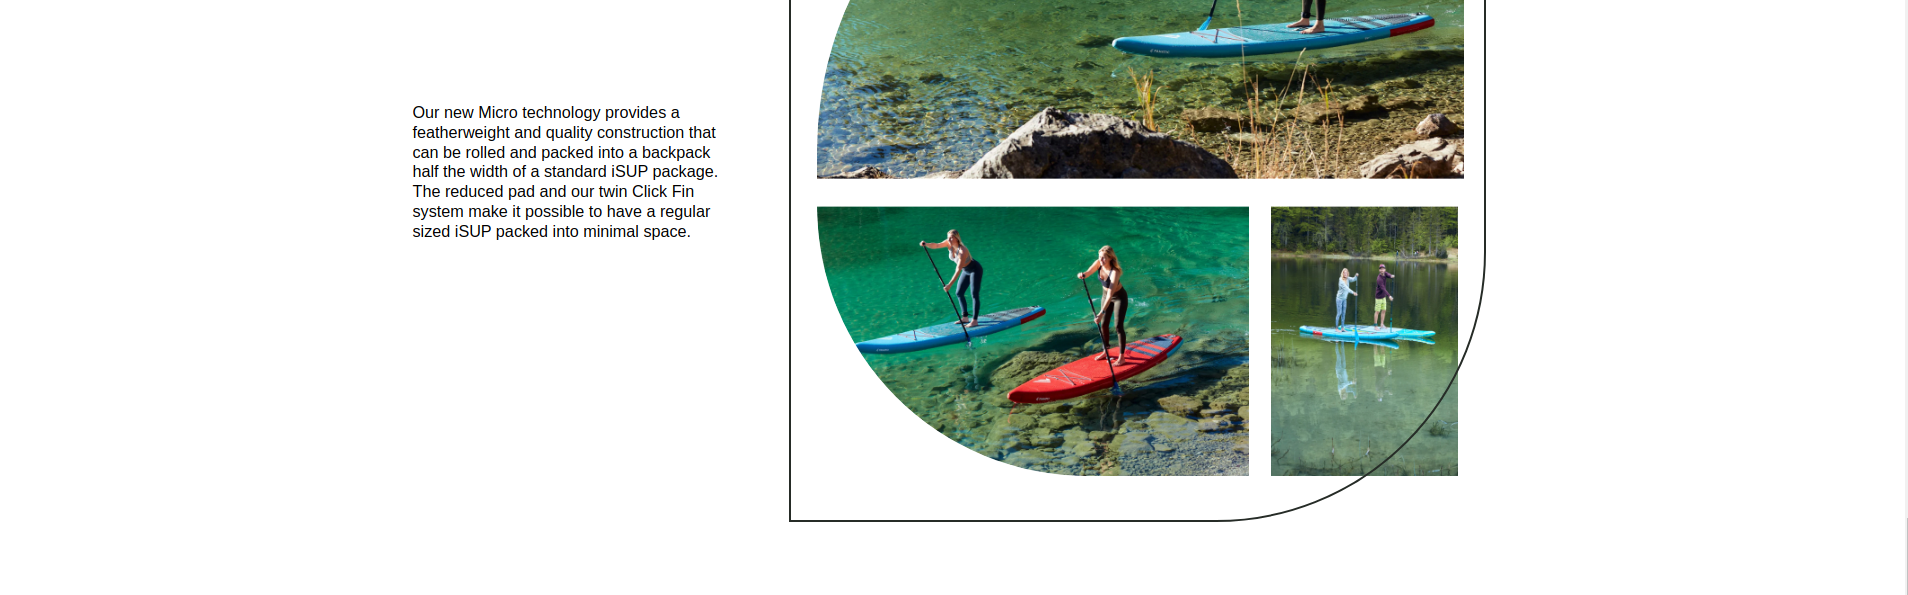 Our new Micro technology provides a
featherweight and quality construction that
can be rolled and packed into a backpack
half the width of a standard iSUP package.
The reduced pad and our twin Click Fin
system make it possible to have a regular
sized iSUP packed into minimal space.